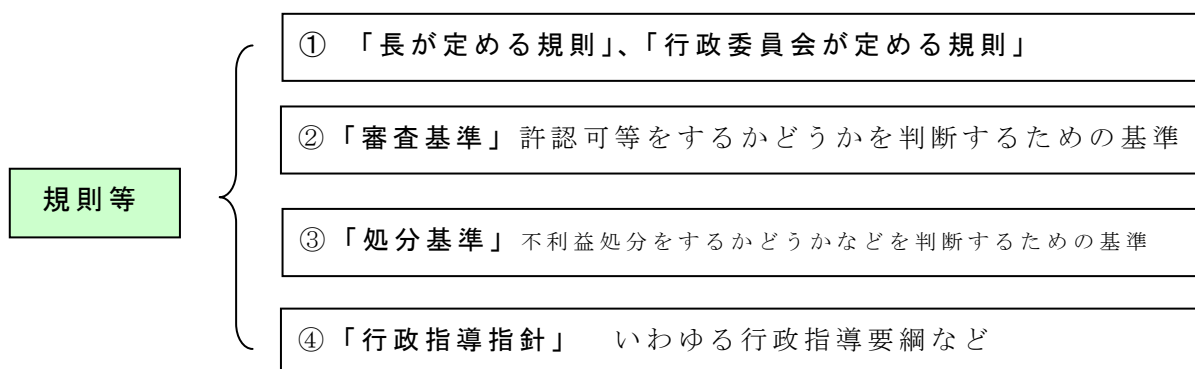 ① 「長が定める規則」、「行政委員会が定める規則」
②「審査基準」許認可等をするかどうかを判断するための基準
規則等
③「処分基準」不利益処分をするかどうかなどを判断するための基準
④「行政指導指針」　いわゆる行政指導要綱など